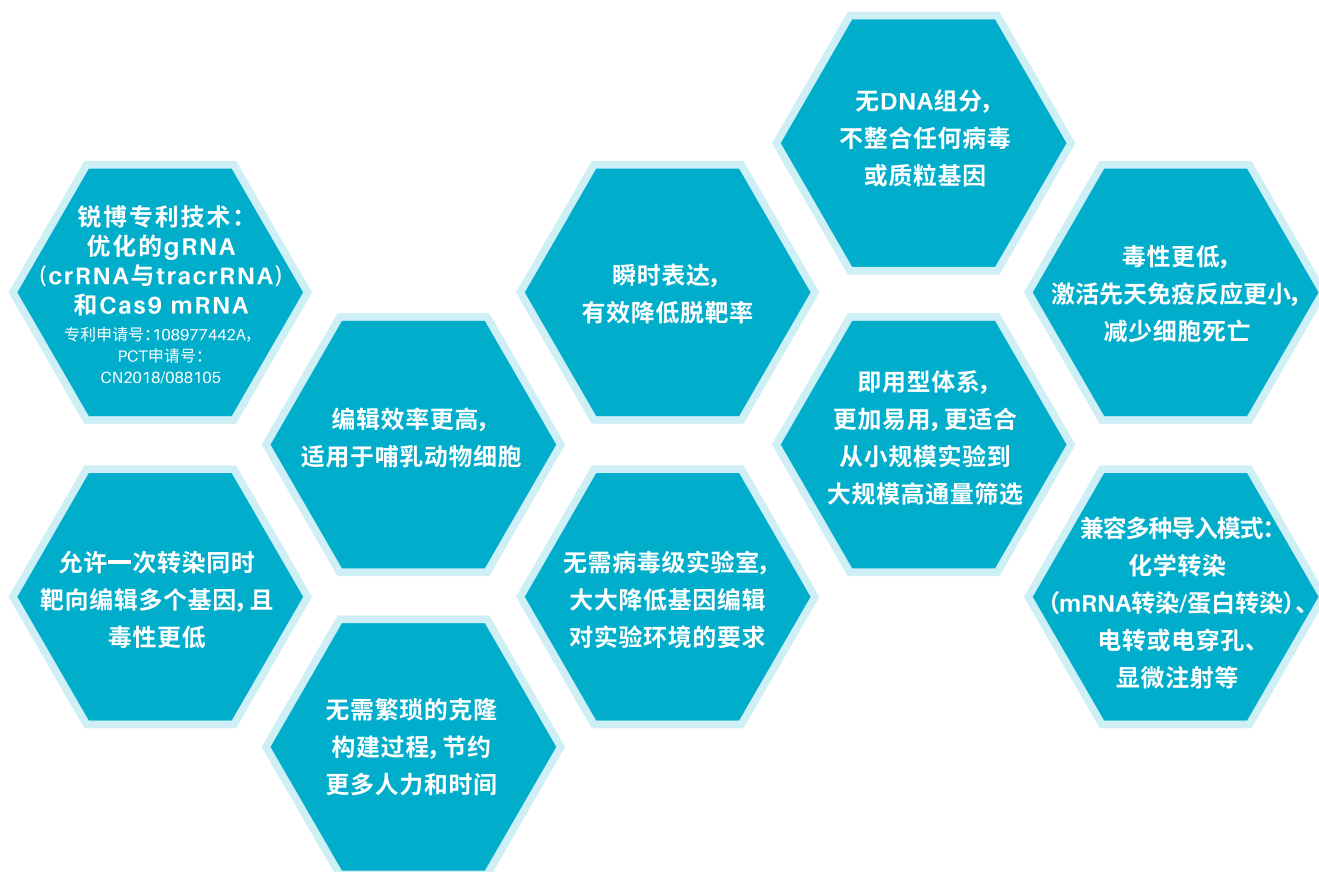 锐博专利技术：
优化的gRNA
（crRNA与tracrRNA）
和Cas9 mRNA
专利申请号：108977442A，
PCT申请号：
CN2018/088105
编辑效率更高，
适用于哺乳动物细胞
瞬时表达，
有效降低脱靶率
无DNA组分，
不整合任何病毒
或质粒基因
毒性更低，
激活先天免疫反应更小，
减少细胞死亡
即用型体系，
更加易用，更适合
从小规模实验到
大规模高通量筛选
允许一次转染同时
靶向编辑多个基因，且
毒性更低
无需繁琐的克隆
构建过程，节约
更多人力和时间
无需病毒级实验室，
大大降低基因编辑
对实验环境的要求
兼容多种导入模式：
化学转染
（mRNA转染/蛋白转染）、
电转或电穿孔、
显微注射等